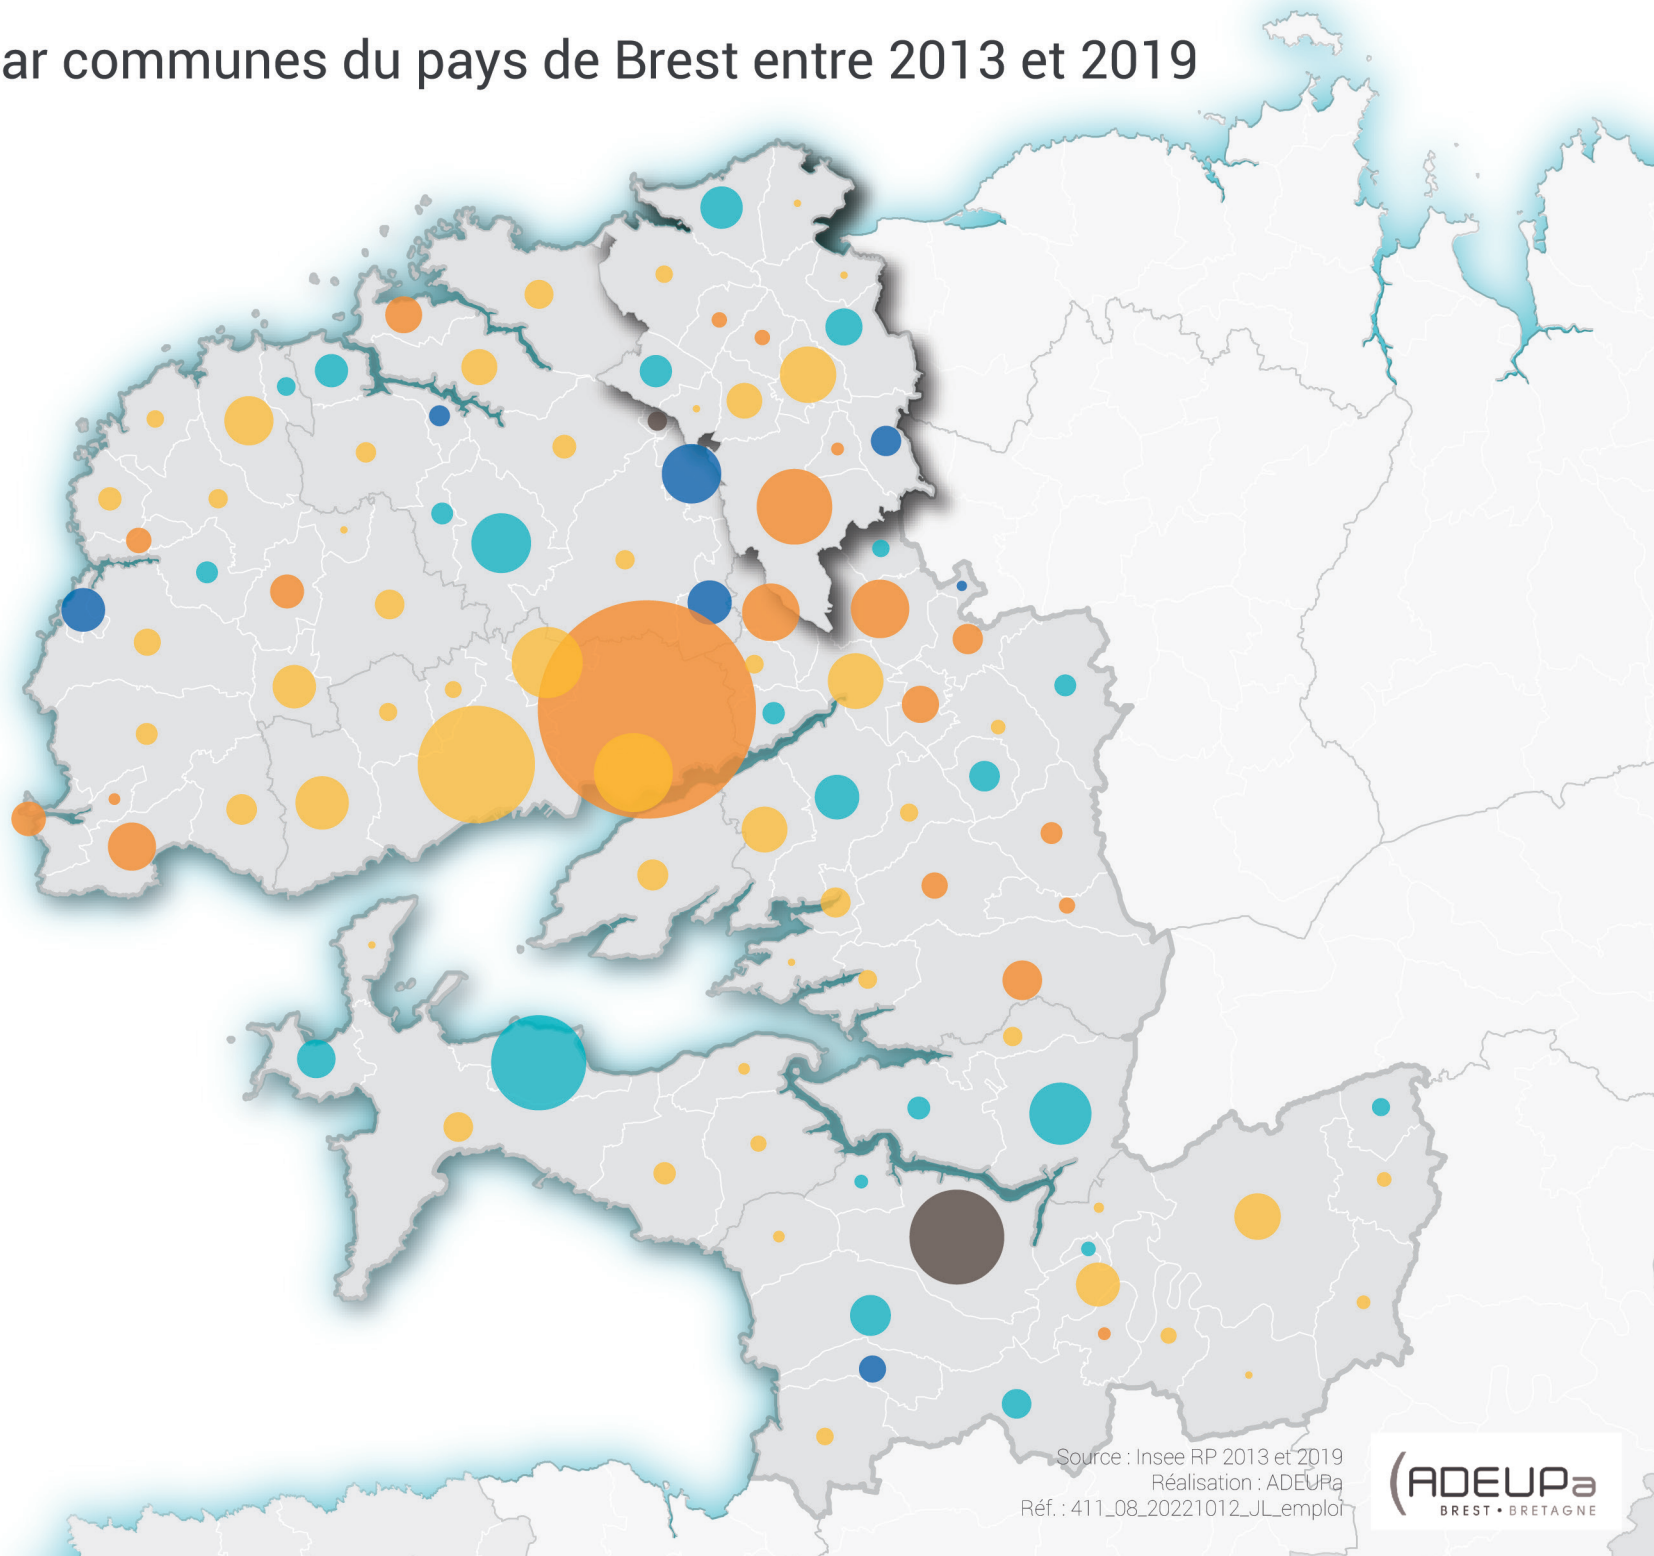 ar communes du pays de Brest entre 2013 et 2019
Source : Insee RP 2013 et 2019
Réalisation : ADEUPa
Réf. : 411_08_20221012_JL_emploi
ADEUPa
BREST • BRETAGNE